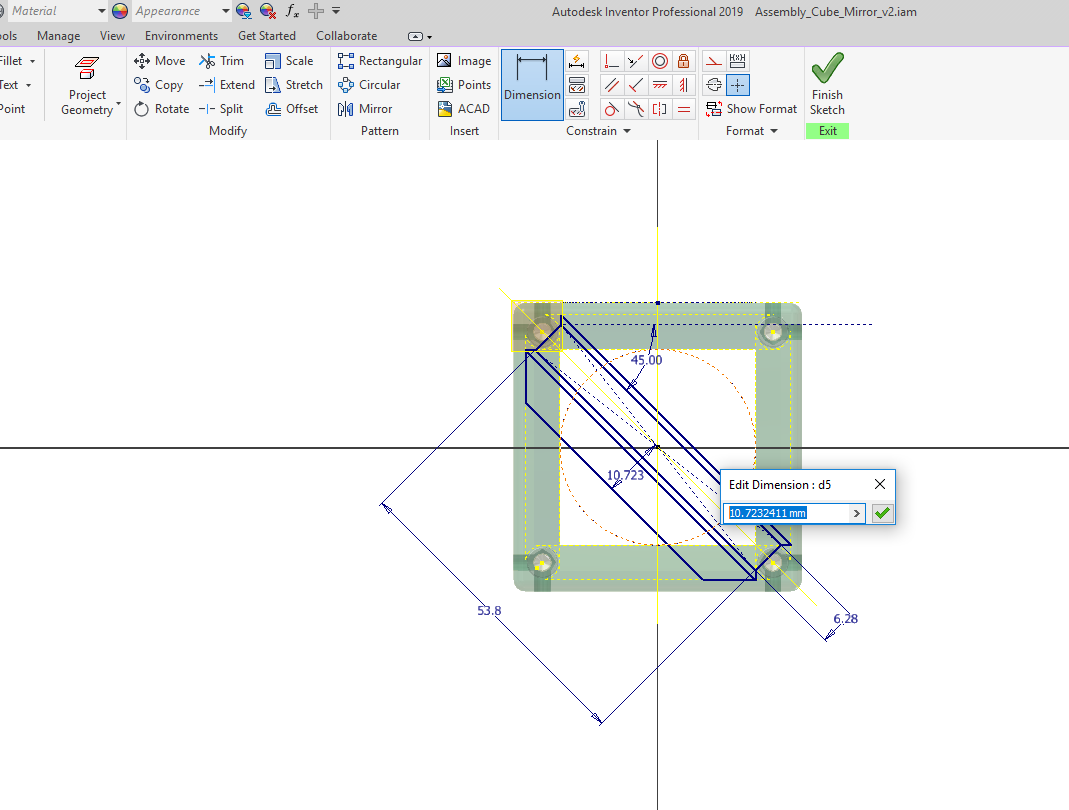 Material Appearance fx Autodesk Inventor Professional 2019 Assembly_Cube_Mirror_v2.iam
ols Manage View Environments Get Started Collaborate
Fillet Move Trim Scale Rectangular Image
Text Copy Extend Stretch Circular Points
Point Rotate Split Offset Mirror ACAD
Project
Geometry
Dimension
Show Format
Finish
Sketch
Modify Pattern Insert Constrain Format Exit
45.00
10.723
Edit Dimension : d5
10.7232411 mm
53.8
6.28